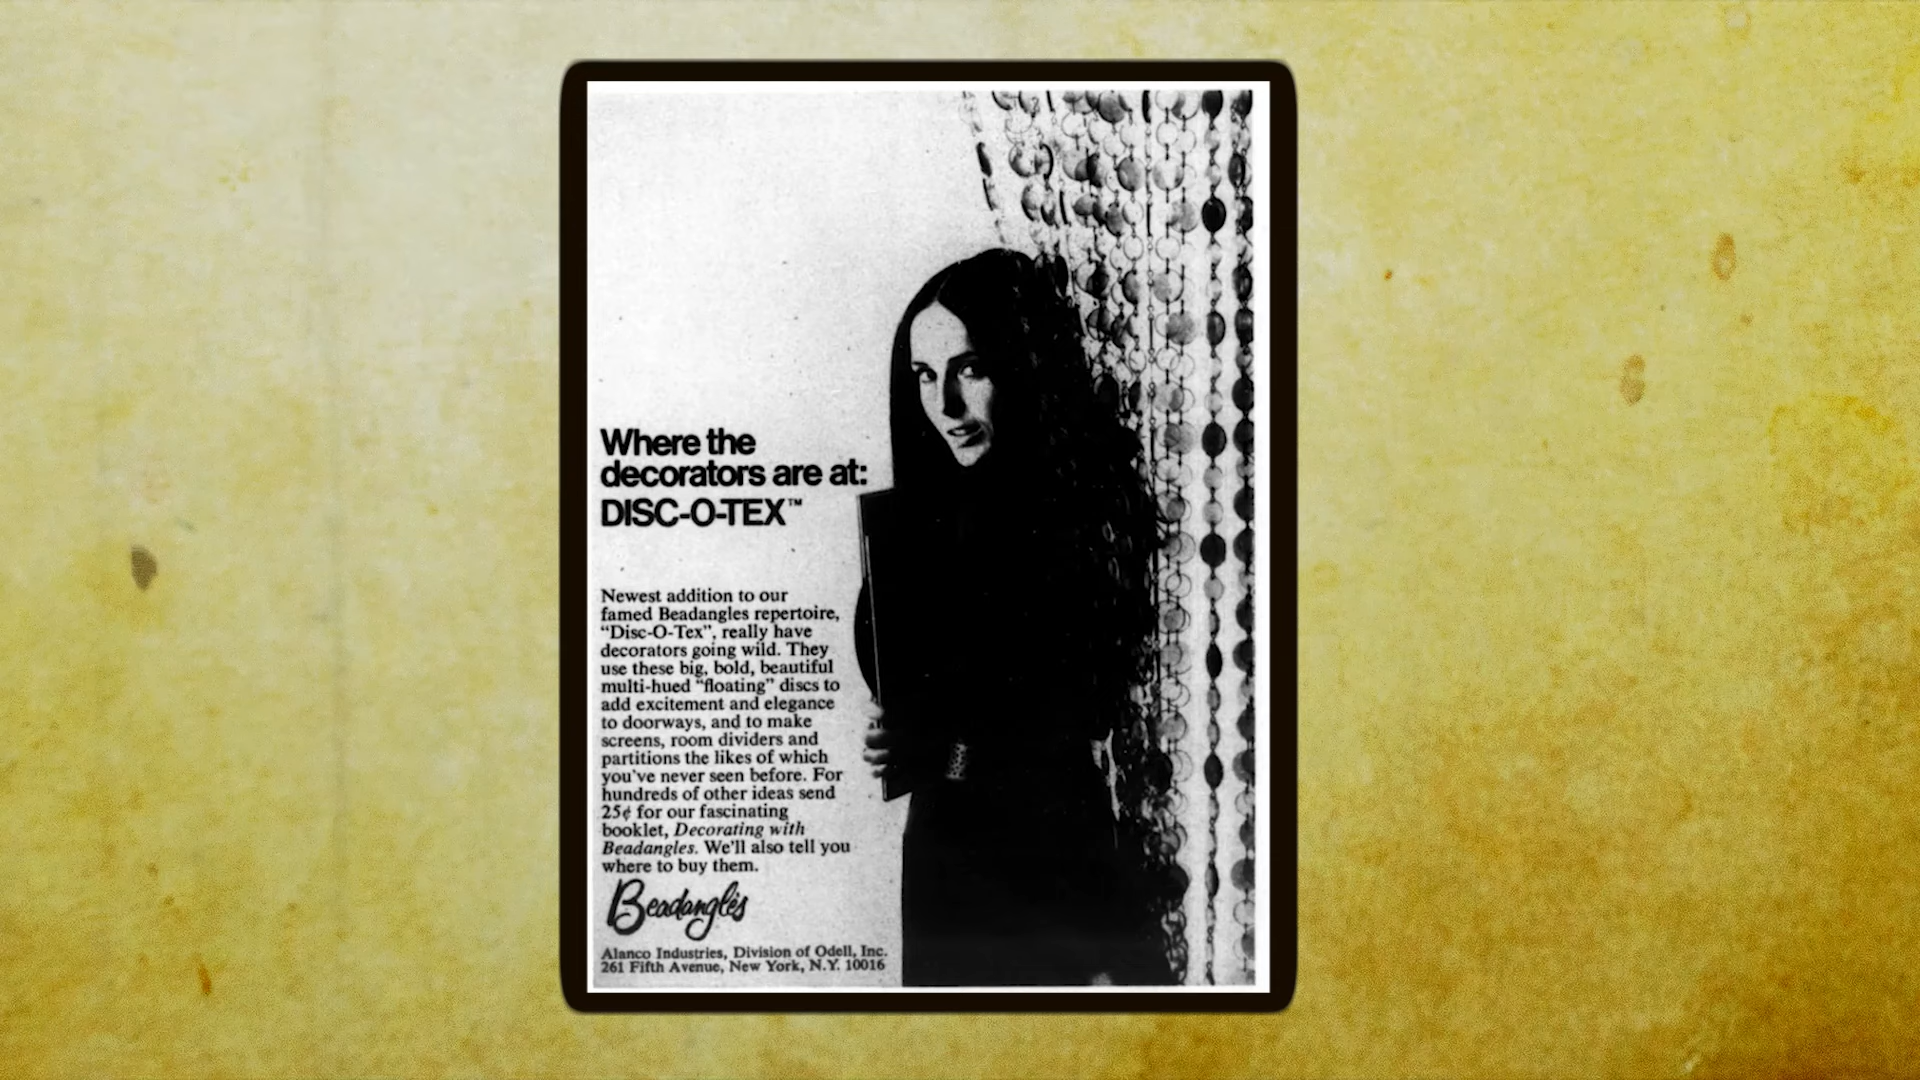 Where the
decorators are at:
DISC-O-TEX™
Newest addition to our
famed Beadangles repertoire,
“Disc-O-Tex”, really have
decorators going wild. They
use these big, bold, beautiful
multi-hued “floating” discs to
add excitement and elegance
to doorways, and to make
screens, room dividers and
partitions the likes of which
you've never seen before. For
hundreds of other ideas send
25¢ for our fascinating
booklet, Decorating with
Beadangles. We'll also tell you
where to buy them.
Beadangles
Alanco Industries, Division of Odell, Inc.
261 Fifth Avenue, New York, N.Y. 10016